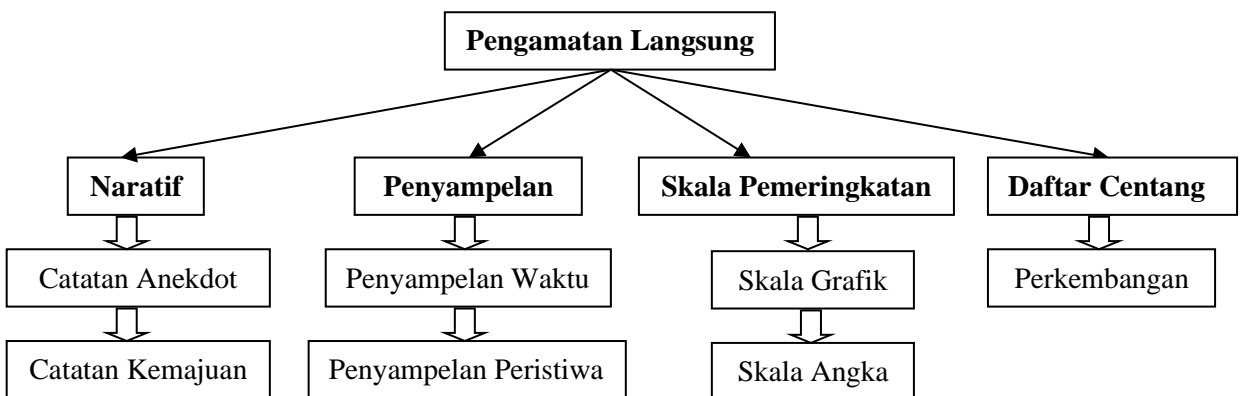 Pengamatan Langsung
Naratif
Penyampelan
Skala Pemeringkatan
Daftar Centang
Catatan Anekdot
Penyampelan Waktu
Skala Grafik
Perkembangan
Catatan Kemajuan
Penyampelan Peristiwa
Skala Angka